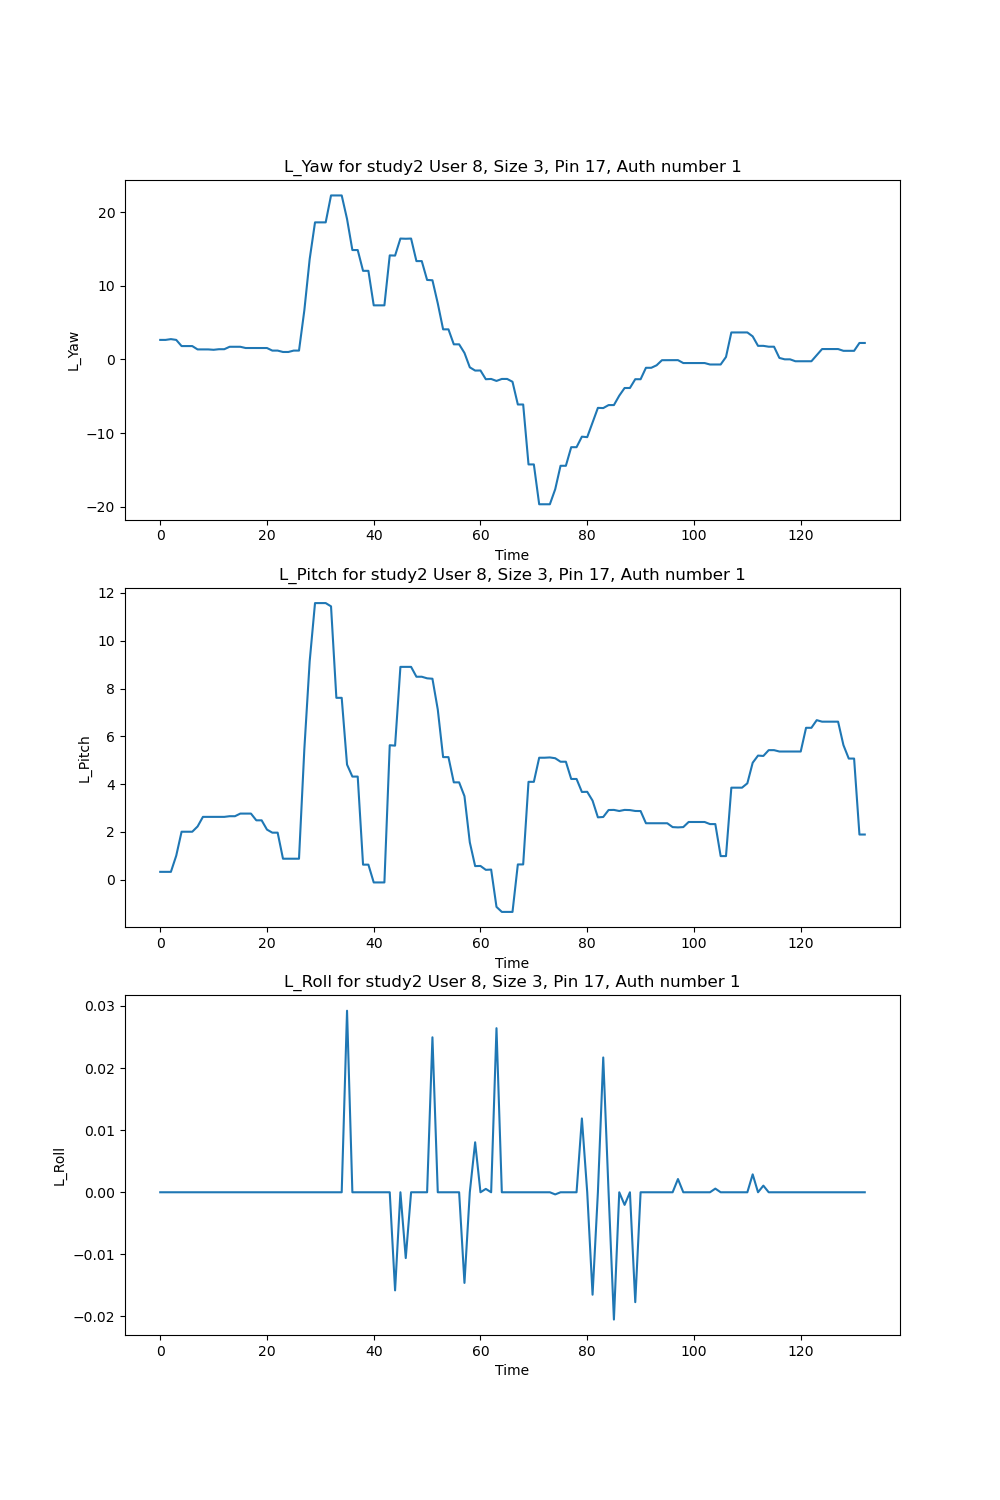 L_Yaw for study2 User 8, Size 3, Pin 17, Auth number 1
20
10
0
−10
−20
L_Yaw
0 20 40 60 80 100 120
Time
L_Pitch for study2 User 8, Size 3, Pin 17, Auth number 1
12
10
8
6
4
2
0
L_Pitch
0 20 40 60 80 100 120
Time
L_Roll for study2 User 8, Size 3, Pin 17, Auth number 1
0.03
0.02
0.01
0.00
−0.01
−0.02
L_Roll
0 20 40 60 80 100 120
Time